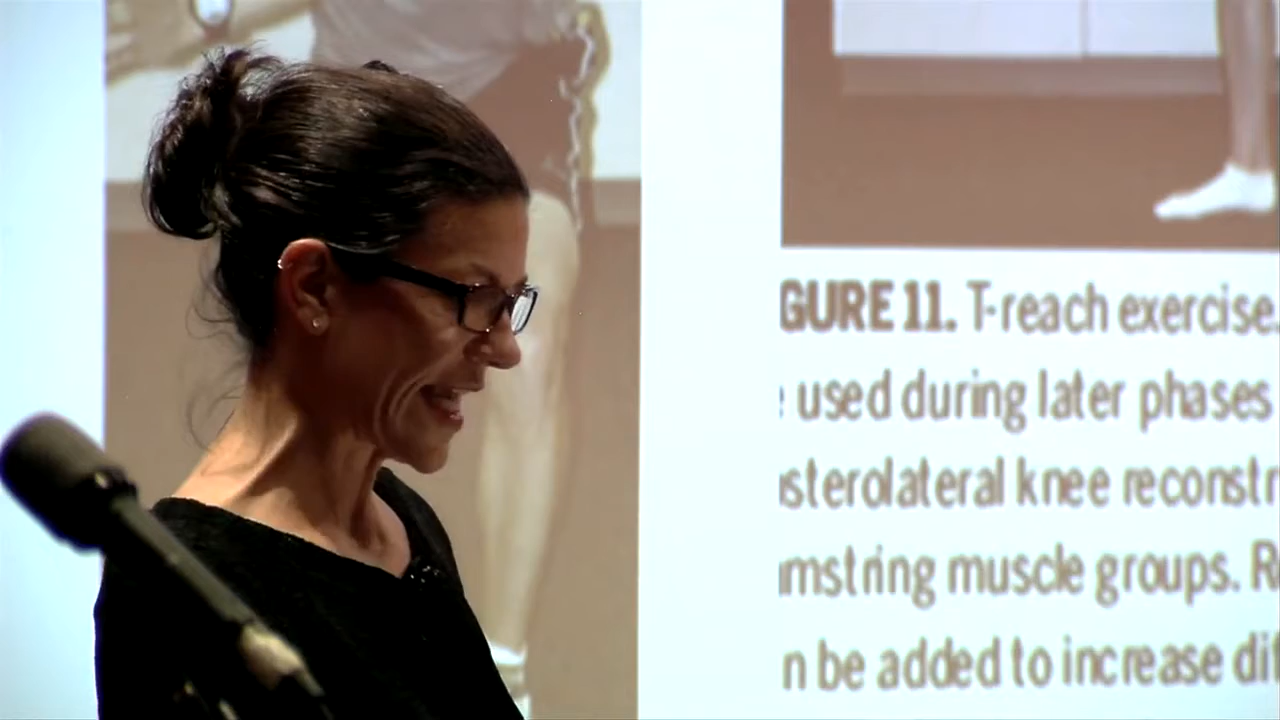 GURE 11. T-reach exercise.
used during later phases
sterolateral knee reconstr
mstring muscle groups. R
n be added to increase dif